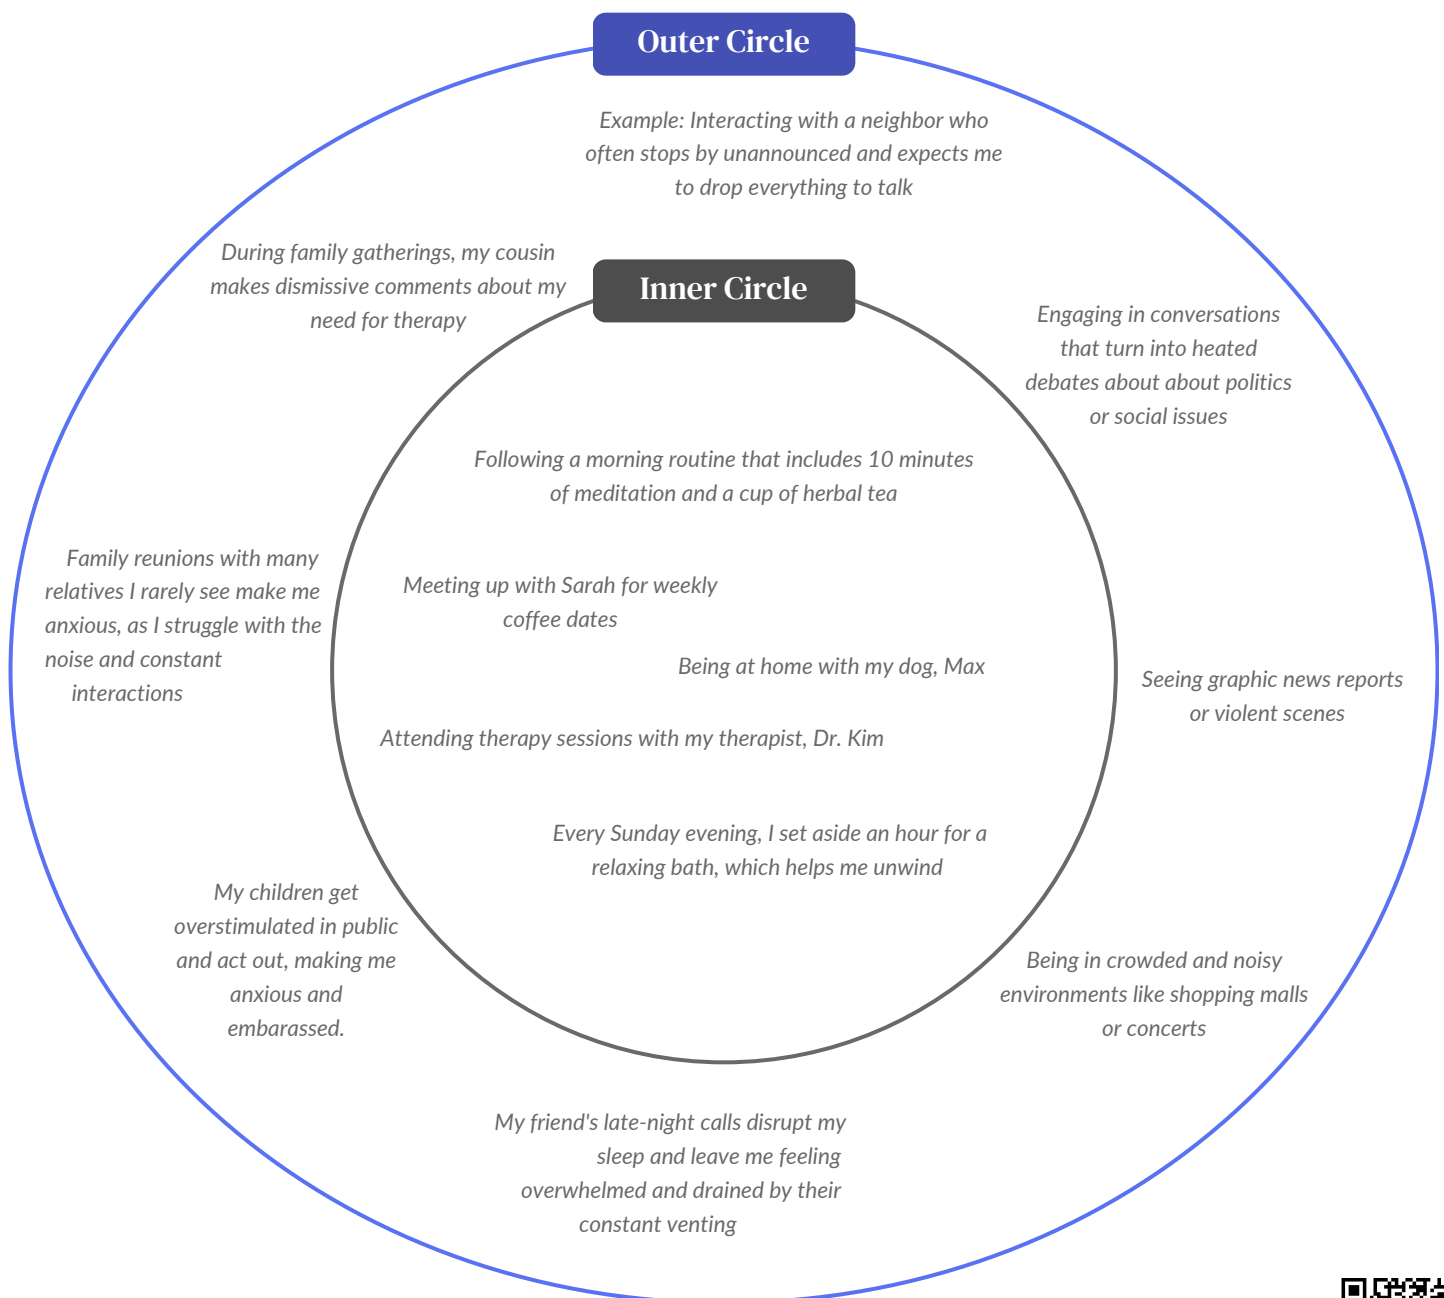 Outer Circle
Example: Interacting with a neighbor who
often stops by unannounced and expects me
to drop everything to talk
During family gatherings, my cousin
makes dismissive comments about my
need for therapy
Inner Circle
Engaging in conversations
that turn into heated
debates about about politics
or social issues
Following a morning routine that includes 10 minutes
of meditation and a cup of herbal tea
Family reunions with many
relatives I rarely see make me
anxious, as I struggle with the
noise and constant
interactions
Meeting up with Sarah for weekly
coffee dates
Being at home with my dog, Max
Seeing graphic news reports
or violent scenes
Attending therapy sessions with my therapist, Dr. Kim
Every Sunday evening, I set aside an hour for a
relaxing bath, which helps me unwind
My children get
overstimulated in public
and act out, making me
anxious and
embarassed.
Being in crowded and noisy
environments like shopping malls
or concerts
My friend's late-night calls disrupt my
sleep and leave me feeling
overwhelmed and drained by their
constant venting